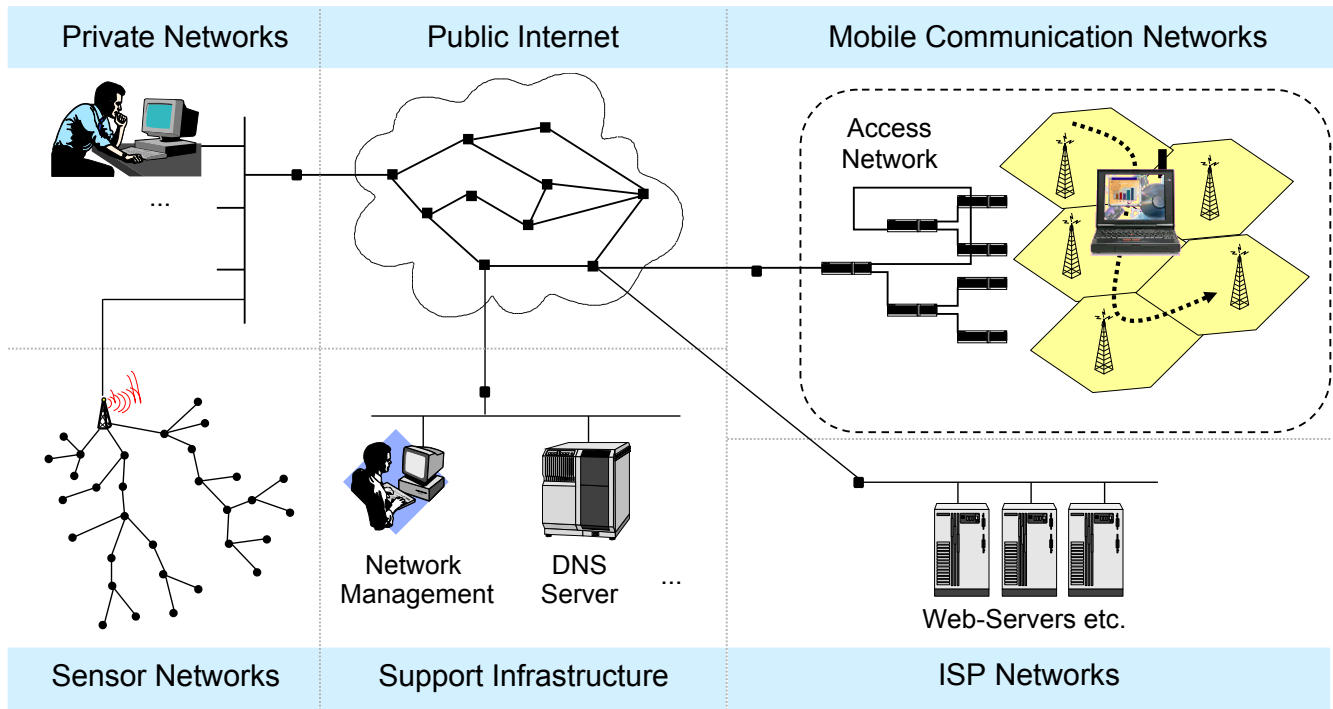 Private Networks
Public Internet
Mobile Communication Networks
Access
Network
...
Network
Management
DNS
Server
...
Web-Servers etc.
Sensor Networks
Support Infrastructure
ISP Networks